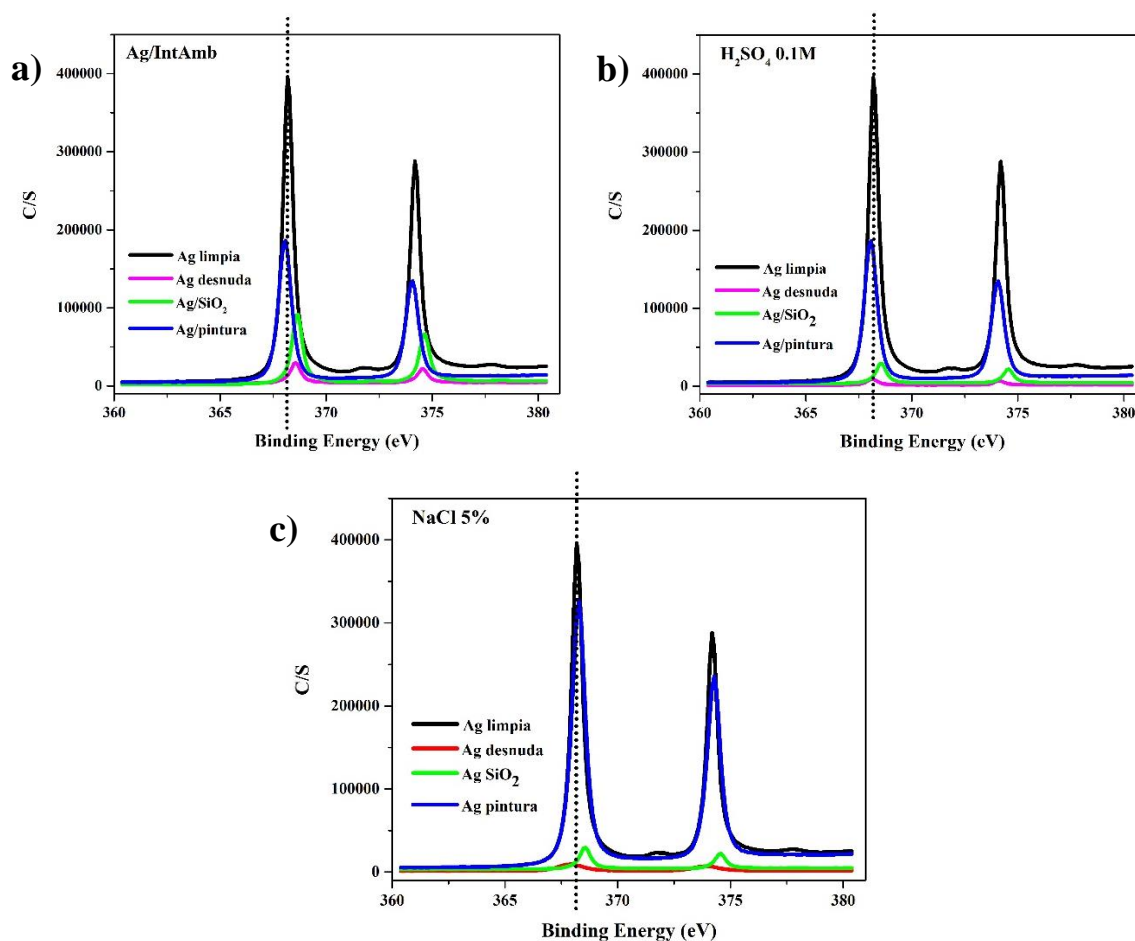 a)
Ag/IntAmb
400000
300000
200000
100000
0
C/S
Ag limpia
Ag desnuda
Ag/SiO₂
Ag/pintura
360
370
375
380
Binding Energy (eV)
b)
H₂SO₄ 0.1M
400000
300000
200000
100000
0
C/S
Ag limpia
Ag desnuda
Ag/SiO₂
Ag/pintura
360
365
370
375
380
Binding Energy (eV)
c)
NaCl 5%
400000
300000
200000
100000
0
C/S
Ag limpia
Ag desnuda
Ag SiO₂
Ag pintura
360
365
370
375
380
Binding Energy (eV)